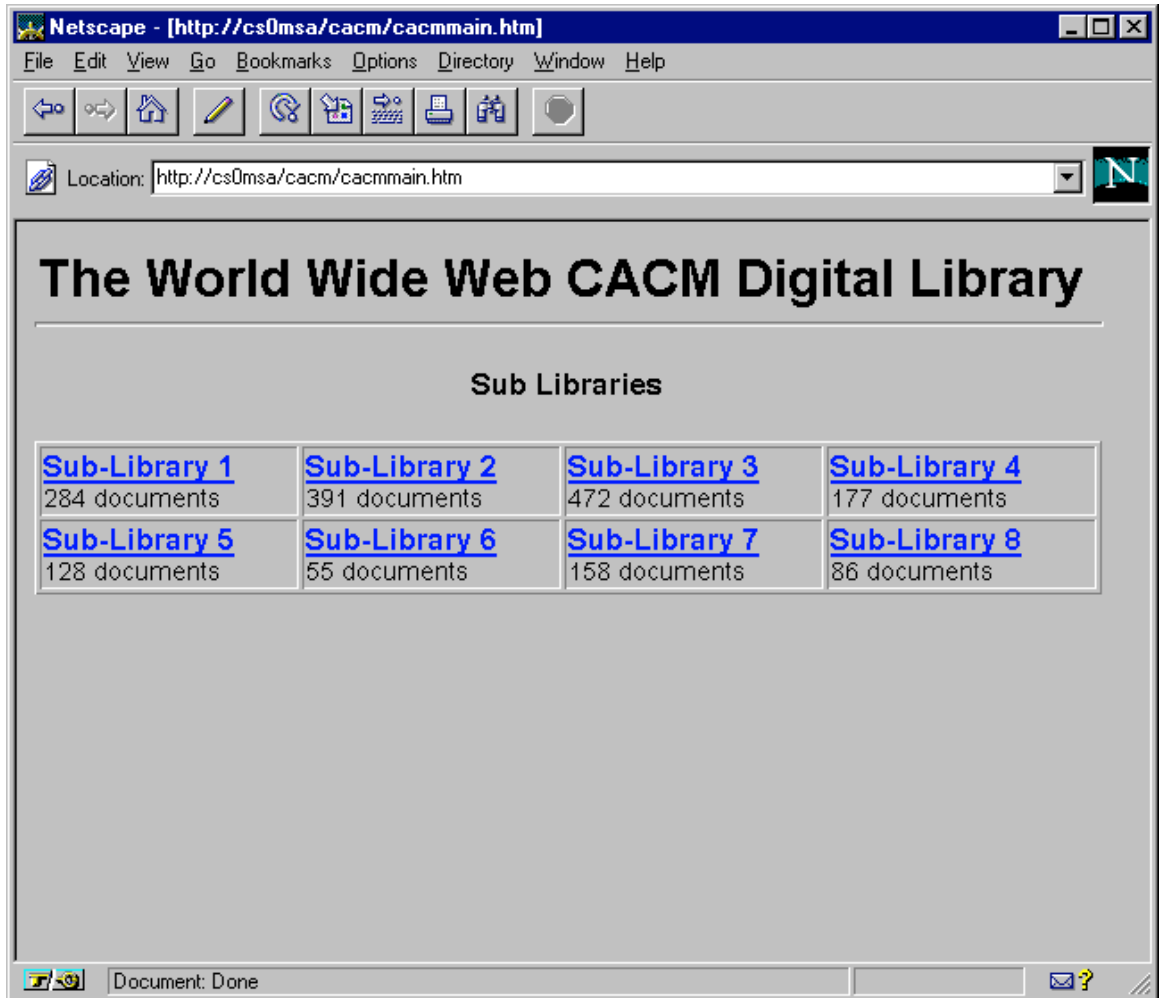 Netscape - [http://cs0msa/cacm/cacmmain.htm]
File Edit View Go Bookmarks Options Directory Window Help
Location: http://cs0msa/cacm/cacmmain.htm
N
The World Wide Web CACM Digital Library
Sub Libraries
Sub-Library 1 Sub-Library 2 Sub-Library 3 Sub-Library 4
284 documents 391 documents 472 documents 177 documents
Sub-Library 5 Sub-Library 6 Sub-Library 7 Sub-Library 8
128 documents 55 documents 158 documents 86 documents
Document: Done
?